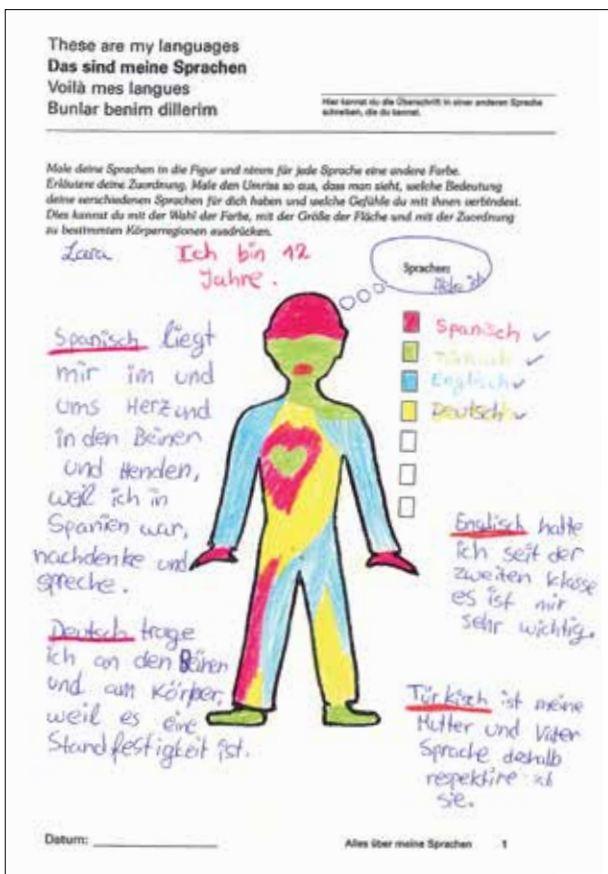 These are my languages
Das sind meine Sprachen
Voilà mes langues
Bunlar benim dillerim
Hier kannst du die Überschrift in einer anderen Sprache
schreiben, die du kannst.
Male deine Sprachen in die Figur und nimm für jede Sprache eine andere Farbe.
Erläutere deine Zuordnung. Male den Umriss so aus, dass man sieht, welche Bedeutung
deine verschiedenen Sprachen für dich haben und welche Gefühle du mit ihnen verbindest.
Dies kannst du mit der Wahl der Farbe, mit der Größe der Fläche und mit der Zuordnung
zu bestimmten Körperregionen ausdrücken.
Lara
Ich bin 12
Jahre.
Sprachen:
Spanisch
Türkisch
Englisch
Deutsch
Spanisch liegt
mir im und
ums Herz und
in den Beinen
und Henden,
weil ich in
Spanien war,
nachdenke und
spreche.
Deutsch trage
ich an den Beinen
und am Körper,
weil es eine
Standfestigkeit ist.
Englisch hatte
ich seit der
zweiten klasse
es ist mir
sehr wichtig.
Türkisch ist meine
Mutter und Vater
Sprache deshalb
respektire ich
sie.
Datum:
Alles über meine Sprachen 1